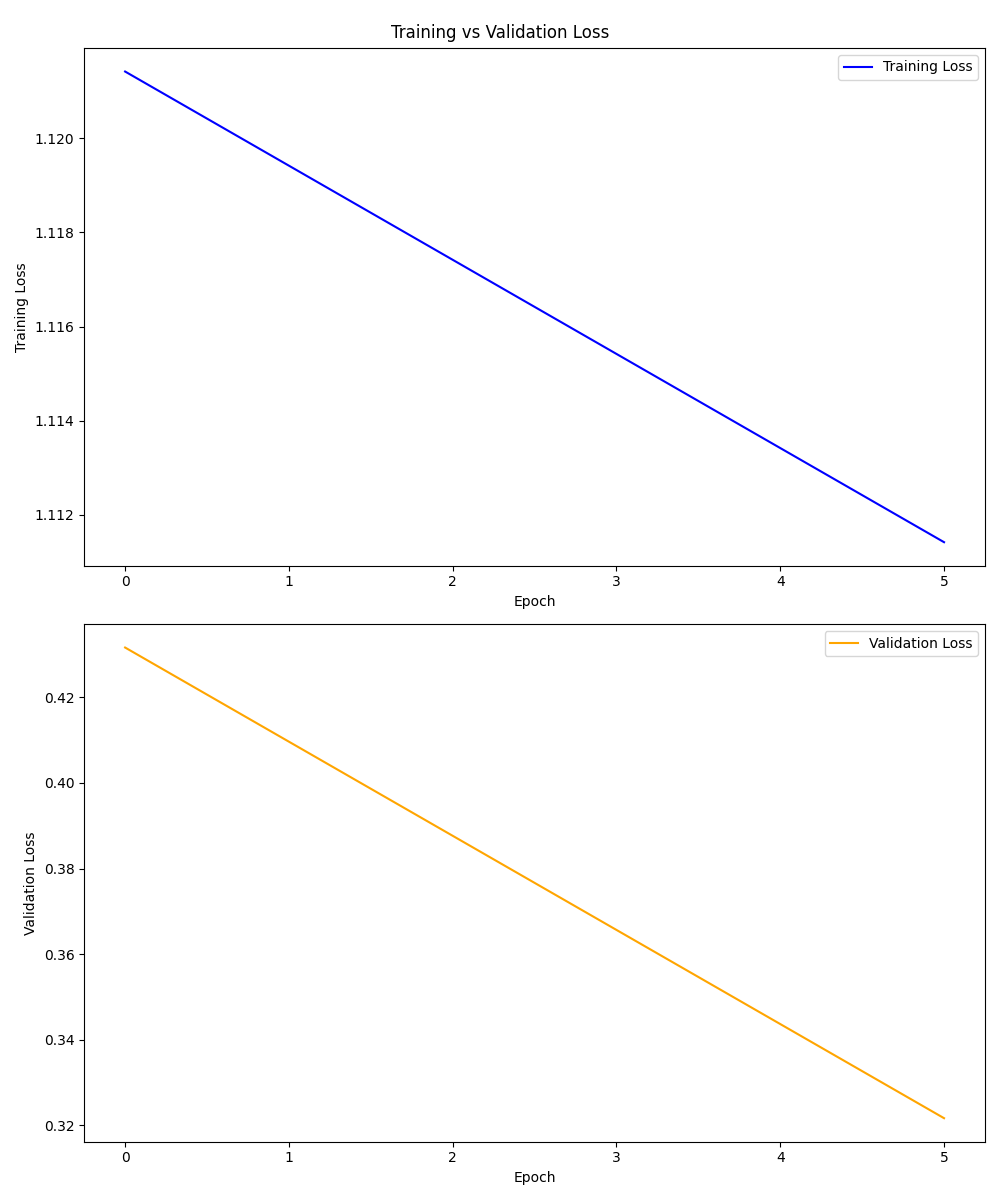 Training vs Validation Loss
Training Loss
1.120
1.118
1.116
1.114
1.112
Training Loss
0 1 2 3 4 5
Epoch
Validation Loss
0.42
0.40
0.38
0.36
0.34
0.32
Validation Loss
0 1 2 3 4 5
Epoch